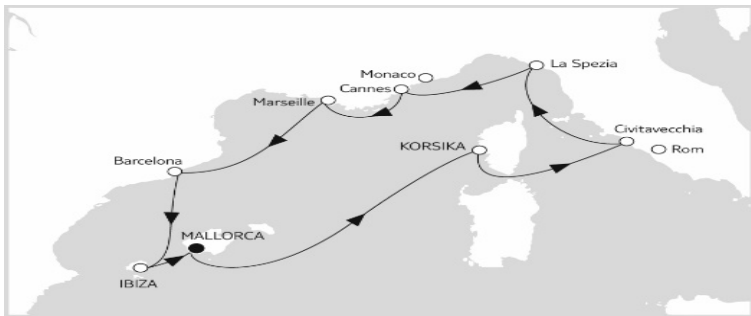 La Spezia
Monaco
Cannes
Marseille
Civitavecchia
KORSIKA
Rom
Barcelona
MALLORCA
IBIZA